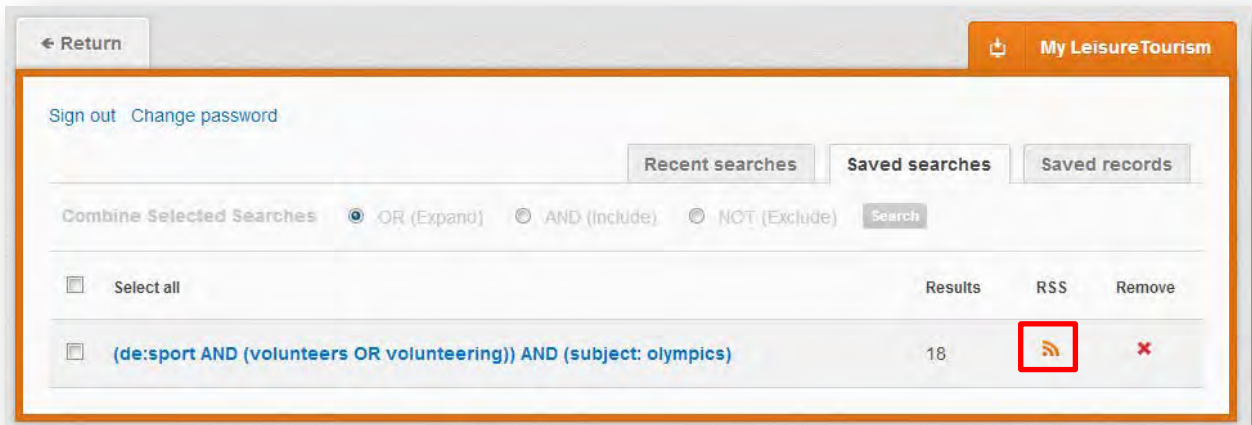 ← Return
My LeisureTourism
Sign out Change password
Recent searches Saved searches Saved records
Combine Selected Searches OR (Expand) AND (Include) NOT (Exclude) Search
Select all Results RSS Remove
(de:sport AND (volunteers OR volunteering)) AND (subject: olympics) 18